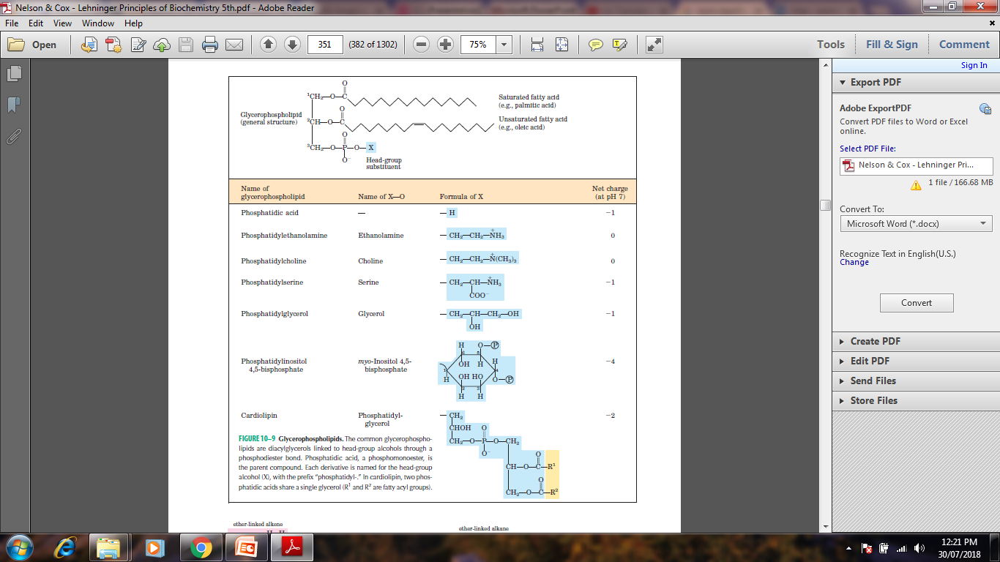 Nelson & Cox - Lehninger Principles of Biochemistry 5th.pdf - Adobe Reader
File Edit View Window Help
Open 351 (382 of 1302) 75% Tools Fill & Sign Comment
Sign In
Export PDF
Adobe ExportPDF
Convert PDF files to Word or Excel
online.
Select PDF File:
Nelson & Cox - Lehninger Pri...
1 file / 166.68 MB
Convert To:
Microsoft Word (*.docx)
Recognize Text in English(U.S.)
Change
Convert
Create PDF
Edit PDF
Send Files
Store Files
Glycerophospholipid
(general structure)
O
¹CH₂—O—C
O
²CH—O—C
O
³CH₂—O—P—O—X
O⁻
Saturated fatty acid
(e.g., palmitic acid)
Unsaturated fatty acid
(e.g., oleic acid)
Head-group
substituent
Name of
glycerophospholipid
Name of X—O
Formula of X
Net charge
(at pH 7)
Phosphatidic acid — — H −1
Phosphatidylethanolamine Ethanolamine — CH₂—CH₂—N⁺H₃ 0
Phosphatidylcholine Choline — CH₂—CH₂—N⁺(CH₃)₃ 0
Phosphatidylserine Serine — CH₂—CH—N⁺H₃ −1
COO⁻
Phosphatidylglycerol Glycerol — CH₂—CH—CH₂—OH −1
OH
Phosphatidylinositol
4,5-bisphosphate
myo-Inositol 4,5-
bisphosphate
H O—P
6 5
OH H H
1 4
H OH HO O—P
2 3
H H
−4
Cardiolipin
Phosphatidyl-
glycerol
— CH₂ −2
CHOH O
CH₂—O—P—O—CH₂
O⁻ O
CH—O—C—R¹
O
CH₂—O—C—R²
FIGURE 10–9 Glycerophospholipids. The common glycerophospho-
lipids are diacylglycerols linked to head-group alcohols through a
phosphodiester bond. Phosphatidic acid, a phosphomonoester, is
the parent compound. Each derivative is named for the head-group
alcohol (X), with the prefix “phosphatidyl-.” In cardiolipin, two phos-
phatidic acids share a single glycerol (R¹ and R² are fatty acyl groups).
ether-linked alkene
ether-linked alkane
12:21 PM
30/07/2018